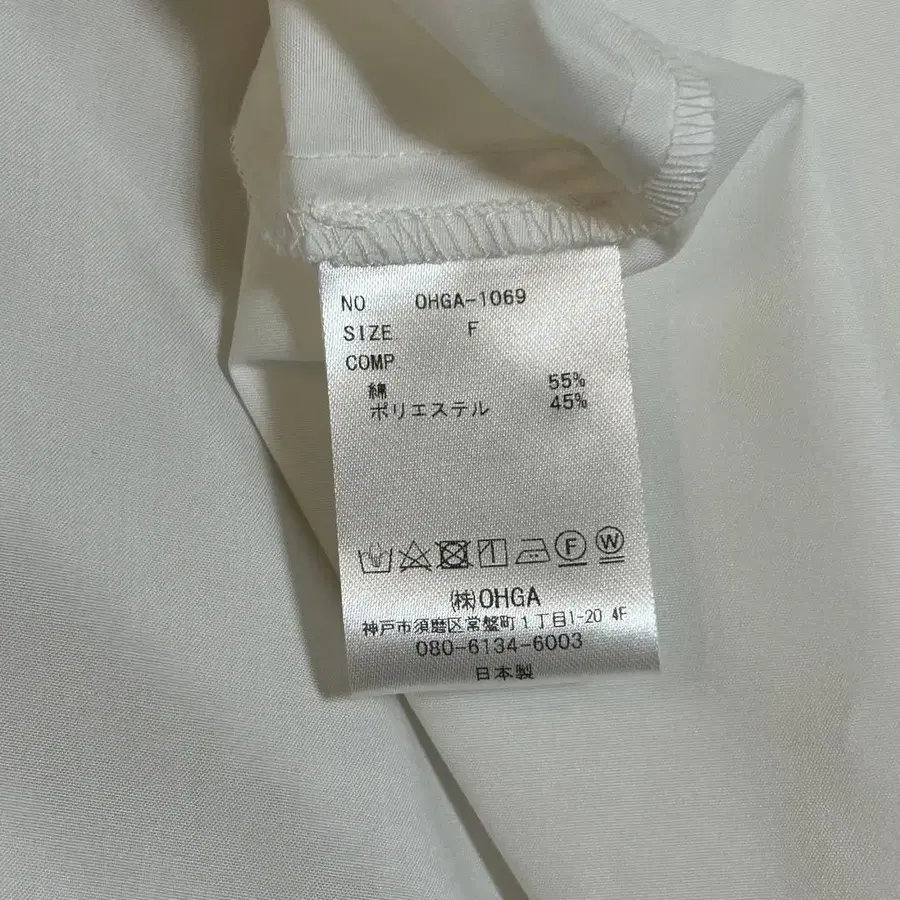 NO OHGA-1069
SIZE F
COMP
綿 55%
ポリエステル 45%
F W
㈱OHGA
神戸市須磨区常盤町1丁目1-20 4F
080-6134-6003
日本製